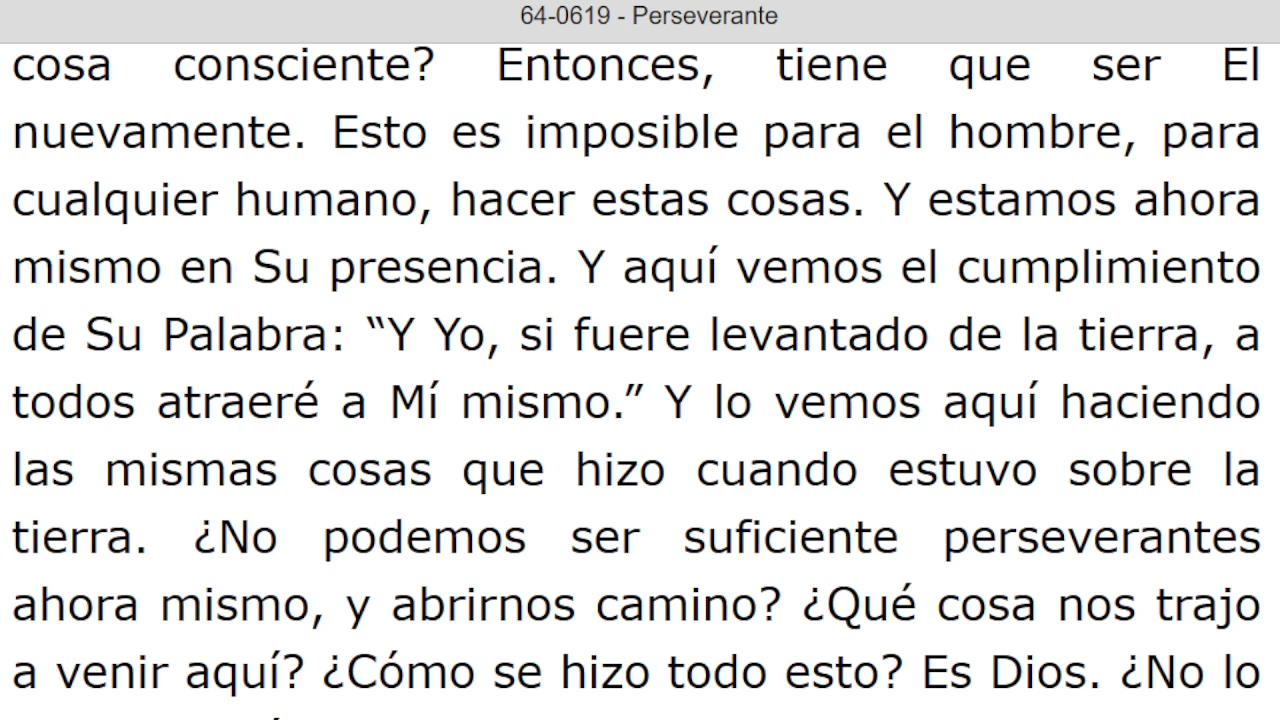 64-0619 - Perseverante
cosa consciente? Entonces, tiene que ser El
nuevamente. Esto es imposible para el hombre, para
cualquier humano, hacer estas cosas. Y estamos ahora
mismo en Su presencia. Y aquí vemos el cumplimiento
de Su Palabra: “Y Yo, si fuere levantado de la tierra, a
todos atraeré a Mí mismo.” Y lo vemos aquí haciendo
las mismas cosas que hizo cuando estuvo sobre la
tierra. ¿No podemos ser suficiente perseverantes
ahora mismo, y abrirnos camino? ¿Qué cosa nos trajo
a venir aquí? ¿Cómo se hizo todo esto? Es Dios. ¿No lo